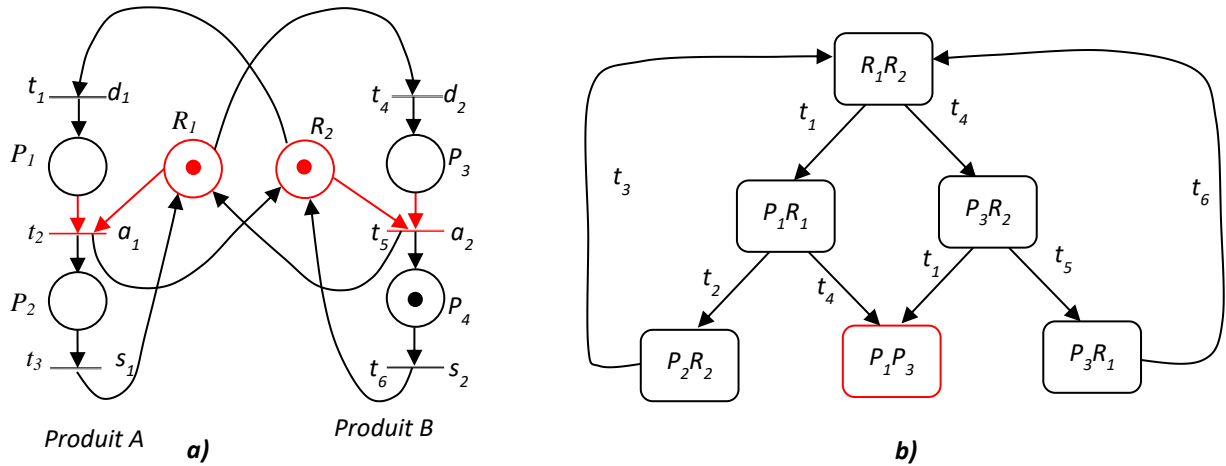 t1 d1
R1
R2
t4 d2
P1
P3
t2 a1
t5 a2
P2
P4
t3 s1
t6 s2
Produit A
Produit B
a)
R1R2
t1
t4
t3
t6
P1R1
P3R2
t2
t4
t1
t5
P2R2
P1P3
P3R1
b)